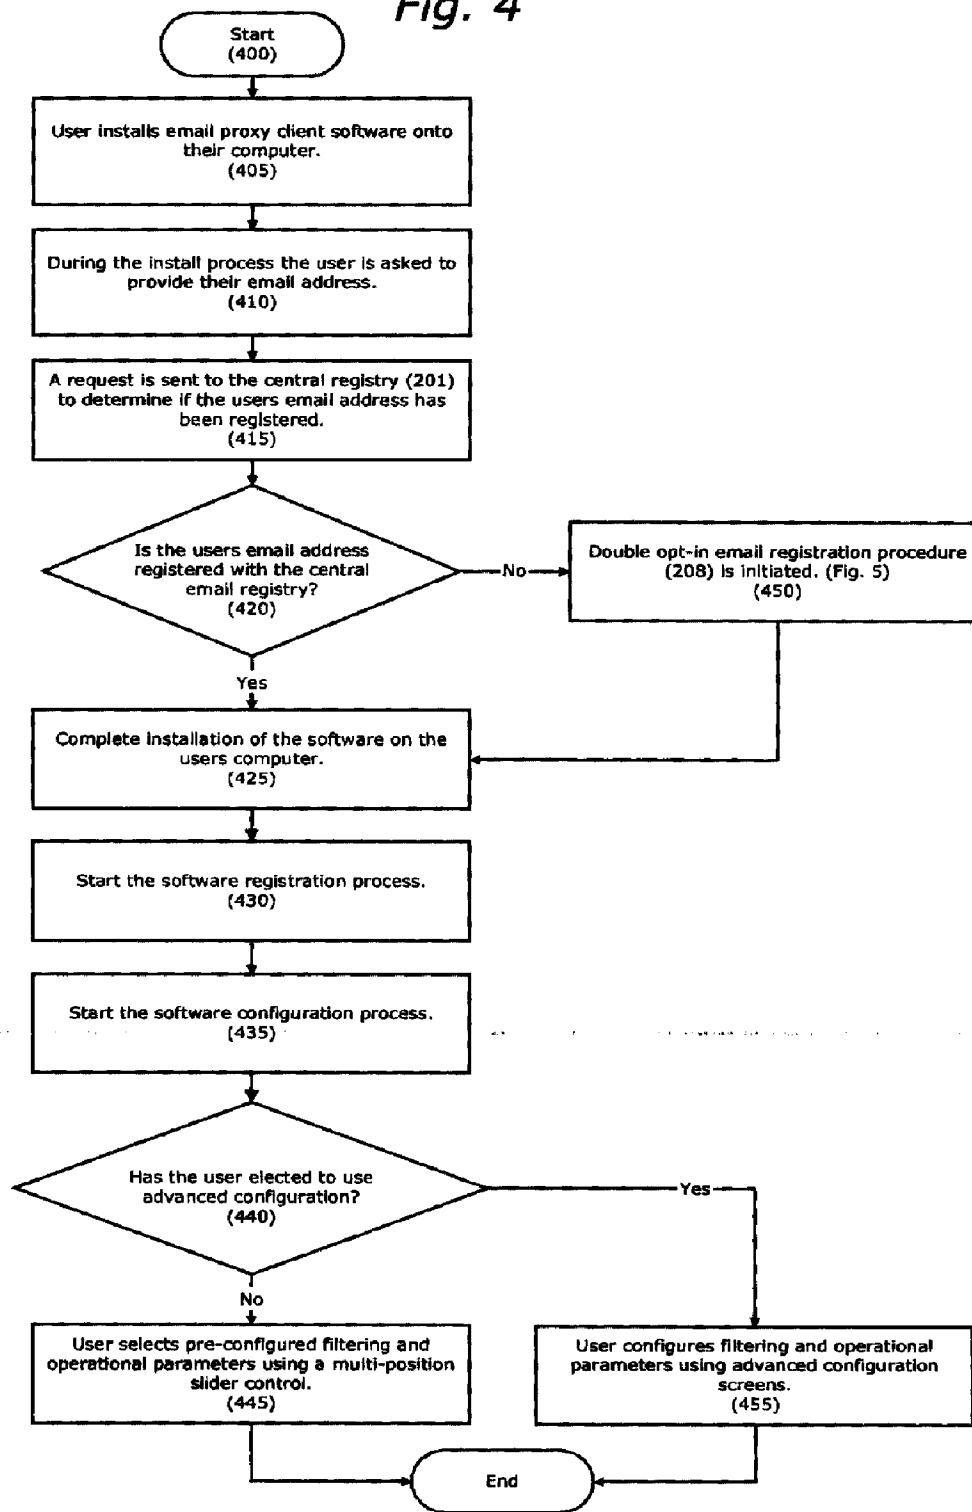 Fig. 4
Start
(400)
User installs email proxy client software onto
their computer.
(405)
During the install process the user is asked to
provide their email address.
(410)
A request is sent to the central registry (201)
to determine if the users email address has
been registered.
(415)
Is the users email address
registered with the central
email registry?
(420)
No
Double opt-in email registration procedure
(208) is initiated. (Fig. 5)
(450)
Yes
Complete installation of the software on the
users computer.
(425)
Start the software registration process.
(430)
Start the software configuration process.
(435)
Has the user elected to use
advanced configuration?
(440)
Yes
No
User selects pre-configured filtering and
operational parameters using a multi-position
slider control.
(445)
User configures filtering and operational
parameters using advanced configuration
screens.
(455)
End